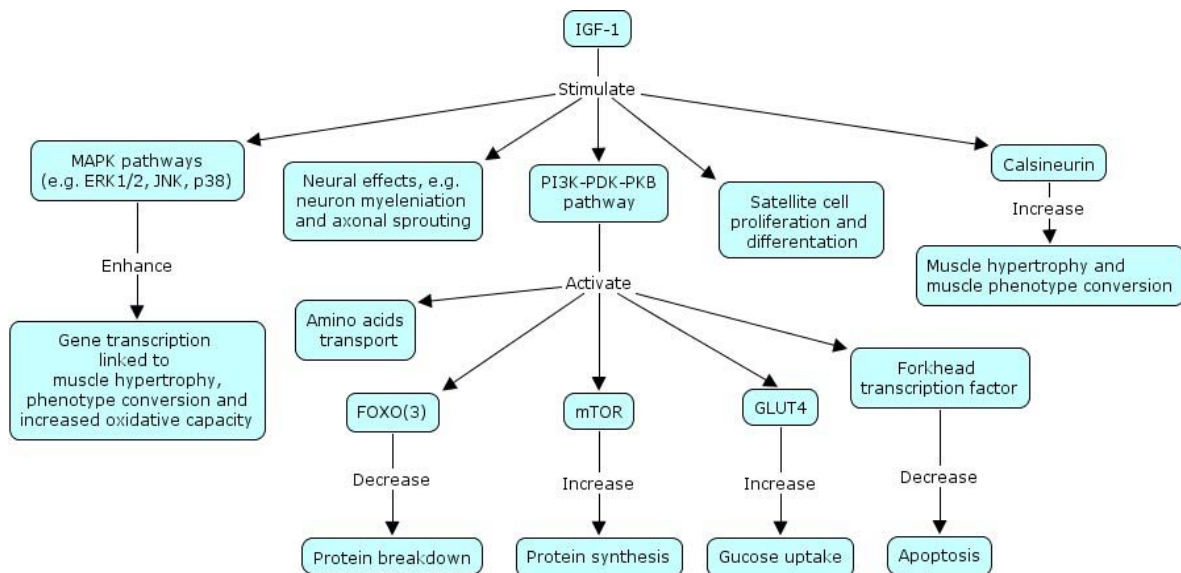 IGF-1
Stimulate
MAPK pathways
(e.g. ERK1/2, JNK, p38)
Neural effects, e.g.
neuron myeleniation
and axonal sprouting
PI3K-PDK-PKB
pathway
Satellite cell
proliferation and
differentation
Calsineurin
Increase
Muscle hypertrophy and
muscle phenotype conversion
Enhance
Gene transcription
linked to
muscle hypertrophy,
phenotype conversion and
increased oxidative capacity
Activate
Amino acids
transport
FOXO(3)
mTOR
GLUT4
Forkhead
transcription factor
Decrease
Increase
Increase
Decrease
Protein breakdown
Protein synthesis
Gucose uptake
Apoptosis